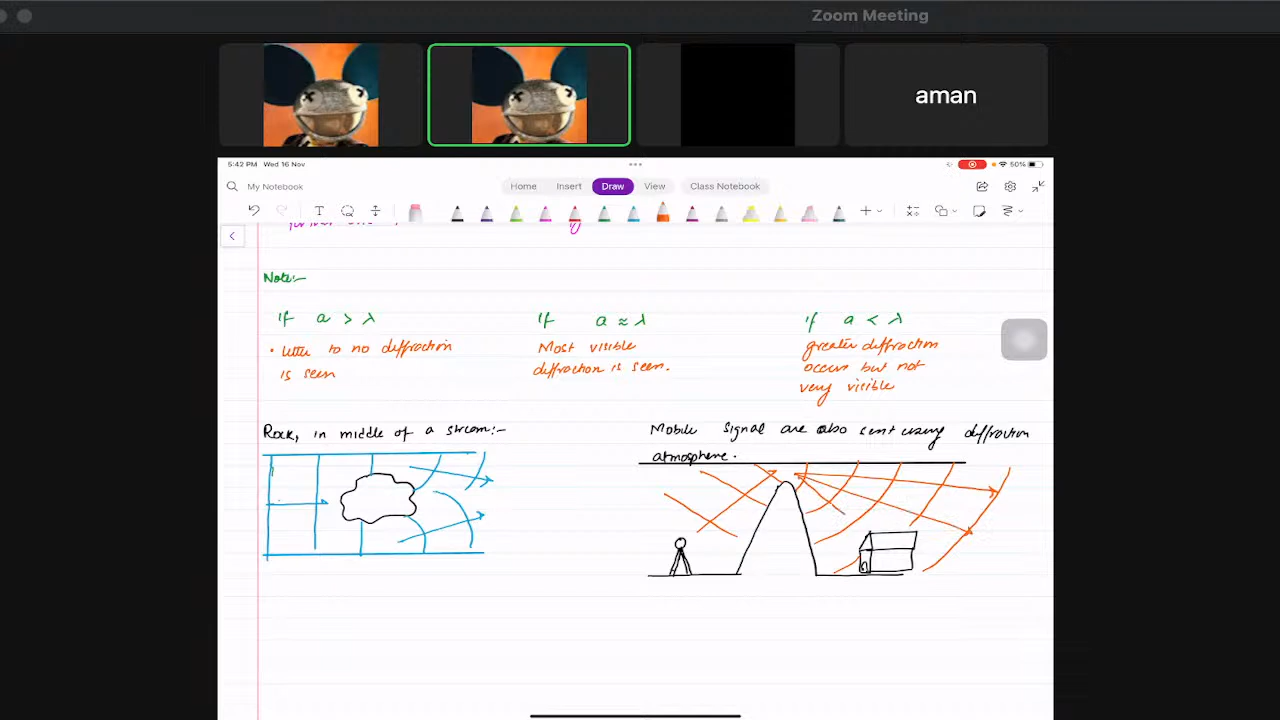 Zoom Meeting
aman
5:42 PM Wed 16 Nov
50%
My Notebook
Home Insert Draw View Class Notebook
Note:-
If a > λ
If a ≈ λ
if a < λ
• letter to no diffraction
is seen
Most visible
diffraction is seen.
greater diffraction
occurs but not
very visible
Rock, in middle of a stream:-
Mobile signal are also sent using diffraction
atmosphere.